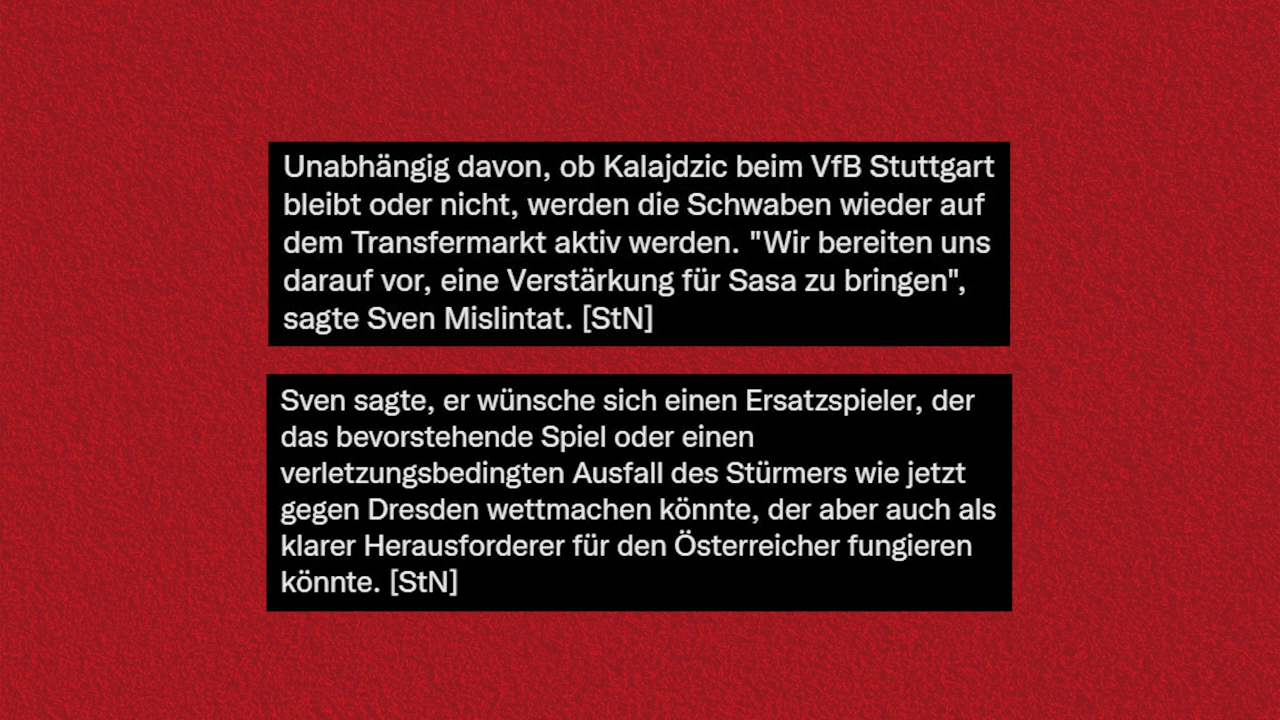 Unabhängig davon, ob Kalajdzic beim VfB Stuttgart
bleibt oder nicht, werden die Schwaben wieder auf
dem Transfermarkt aktiv werden. "Wir bereiten uns
darauf vor, eine Verstärkung für Sasa zu bringen",
sagte Sven Mislintat. [StN]
Sven sagte, er wünsche sich einen Ersatzspieler, der
das bevorstehende Spiel oder einen
verletzungsbedingten Ausfall des Stürmers wie jetzt
gegen Dresden wettmachen könnte, der aber auch als
klarer Herausforderer für den Österreicher fungieren
könnte. [StN]